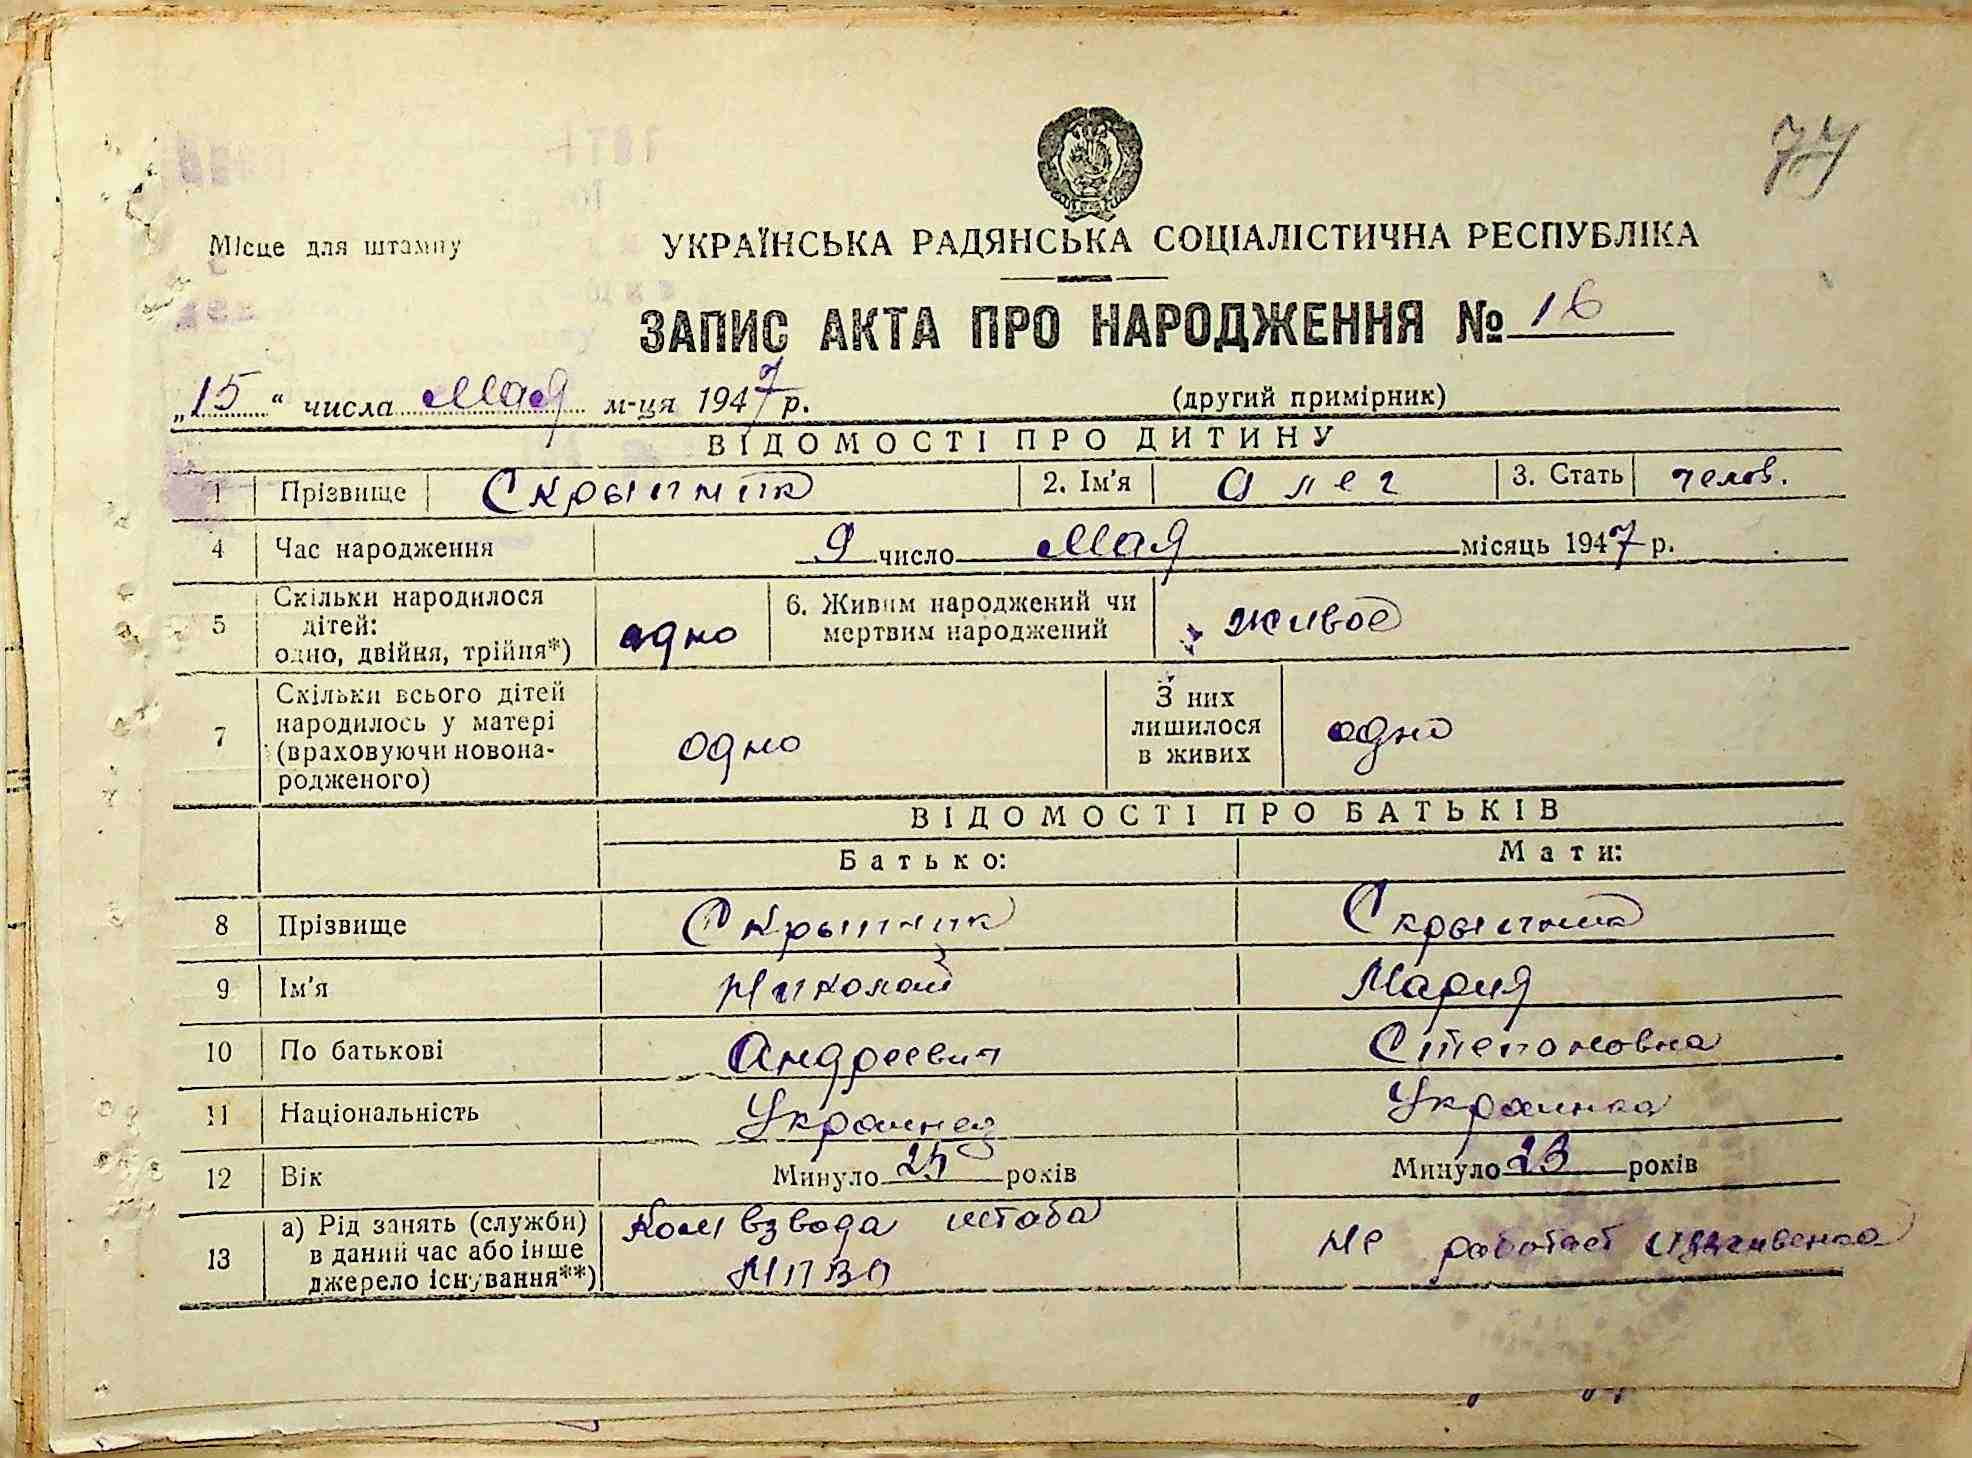 74
Місце для штампу
УКРАЇНСЬКА РАДЯНСЬКА СОЦІАЛІСТИЧНА РЕСПУБЛІКА
ЗАПИС АКТА ПРО НАРОДЖЕННЯ № 16
„15“ числа Мая м-ця 1947 р. (другий примірник)
ВІДОМОСТІ ПРО ДИТИНУ
1 Прізвище Скрыпник 2. Ім'я Алег 3. Стать челов.
4 Час народження 9 число Мая місяць 1947 р.
5 Скільки народилося дітей: одно, двійня, трійня*) одно 6. Живим народжений чи мертвим народжений живое
7 Скільки всього дітей народилось у матері (враховуючи новонародженого) одно З них лишилося в живих одно
ВІДОМОСТІ ПРО БАТЬКІВ
Батько: Мати:
8 Прізвище Скрыпник Скрыпник
9 Ім'я Николай Мария
10 По батькові Андреевич Степановна
11 Національність Украинец Украинка
12 Вік Минуло 25 років Минуло 23 років
13 а) Рід занять (служби) в даний час або інше джерело існування**) Ком взвода штаба МПВО Не работает иждивенка